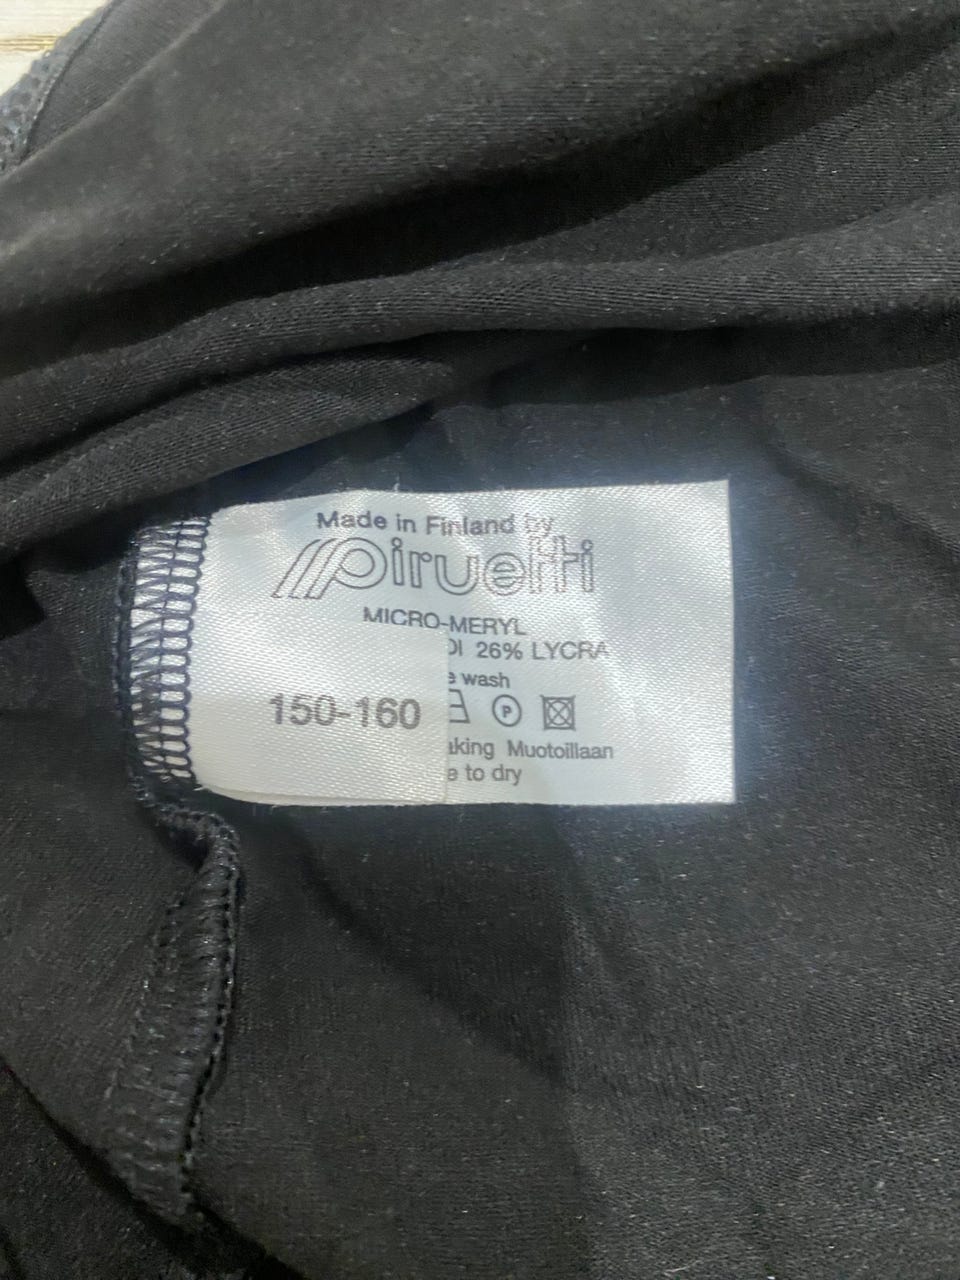 Made in Finland by
Piruetti
MICRO-MERYL
26% LYCRA
wash
150-160
P
Muotoillaan
to dry